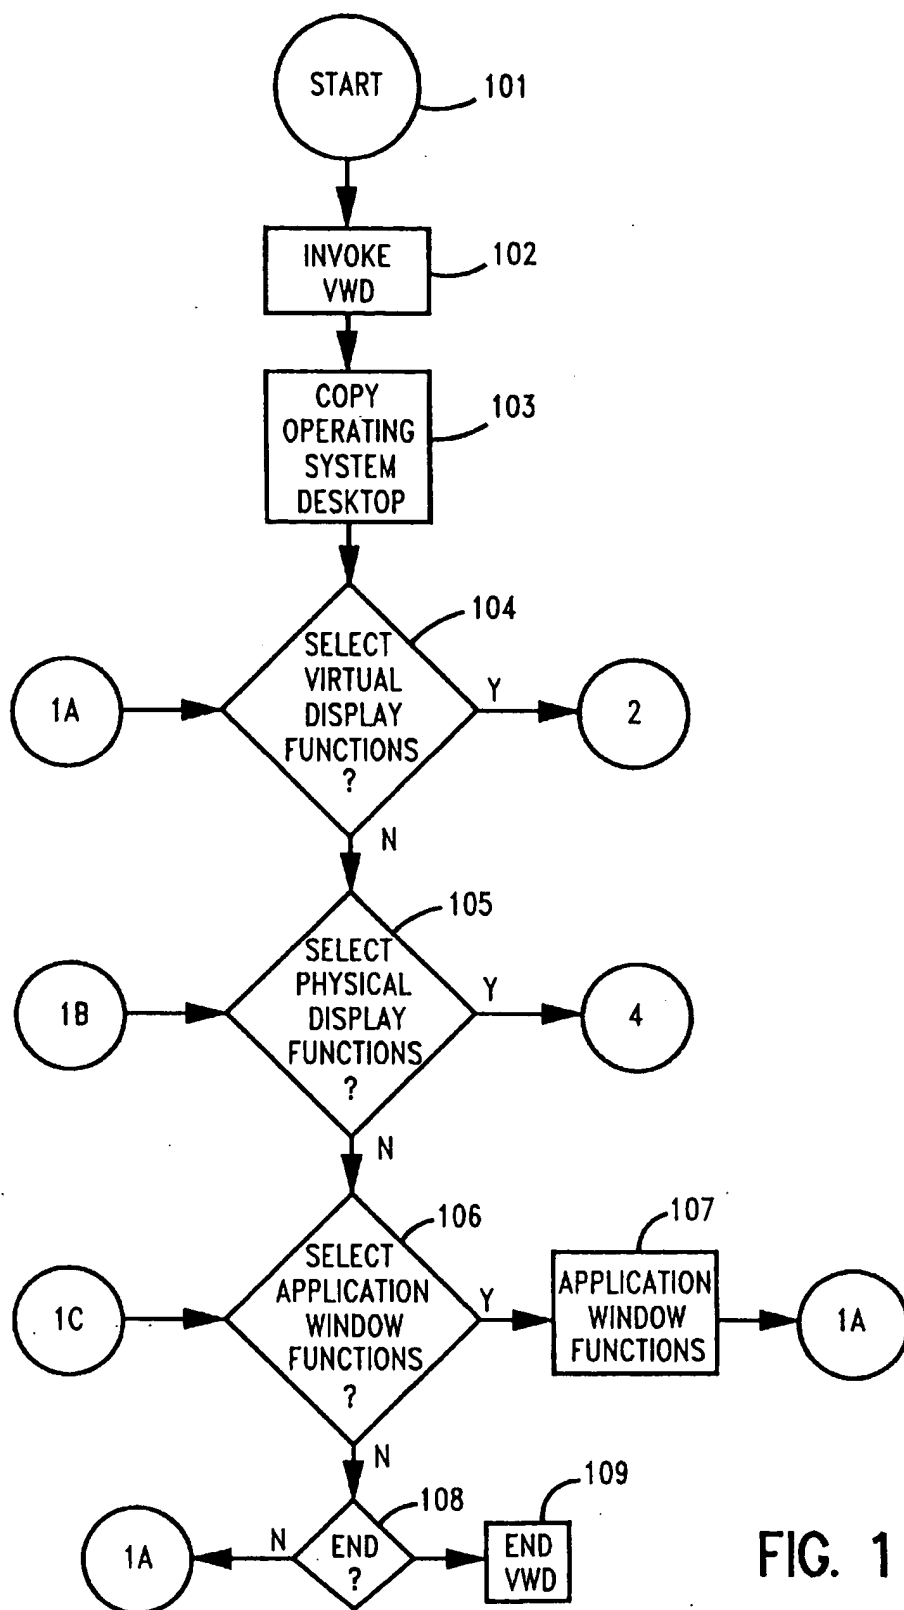 START
101
INVOKE
VWD
102
COPY
OPERATING
SYSTEM
DESKTOP
103
104
SELECT
VIRTUAL
DISPLAY
FUNCTIONS
?
1A
Y
2
N
105
SELECT
PHYSICAL
DISPLAY
FUNCTIONS
?
1B
Y
4
N
106
SELECT
APPLICATION
WINDOW
FUNCTIONS
?
1C
Y
107
APPLICATION
WINDOW
FUNCTIONS
1A
N
108
END
?
N
1A
109
END
VWD
FIG. 1